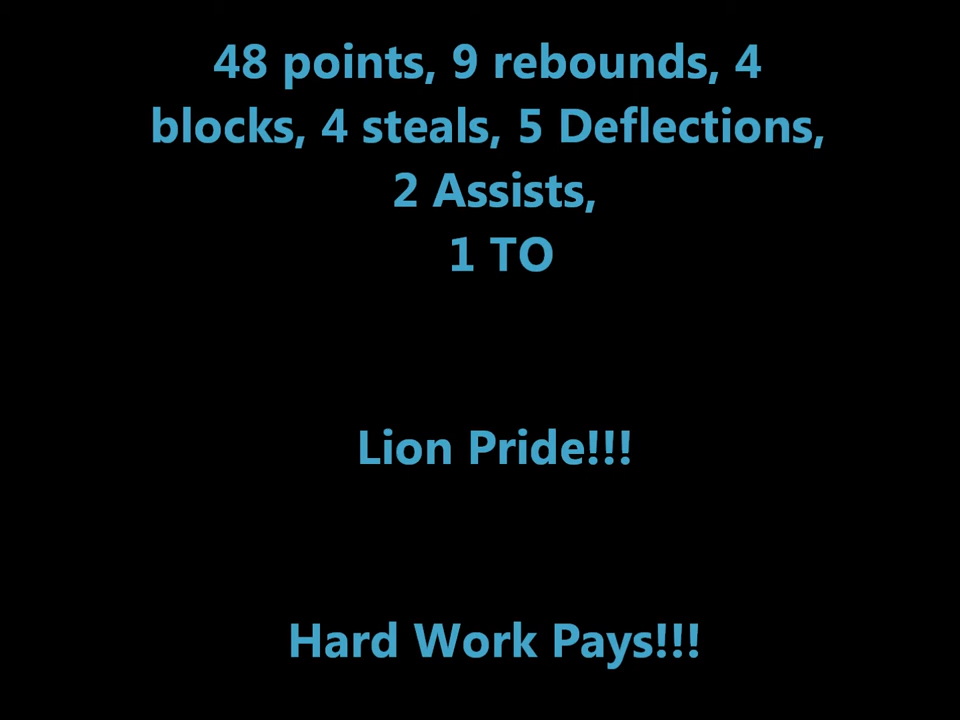 48 points, 9 rebounds, 4
blocks, 4 steals, 5 Deflections,
2 Assists,
1 TO
Lion Pride!!!
Hard Work Pays!!!